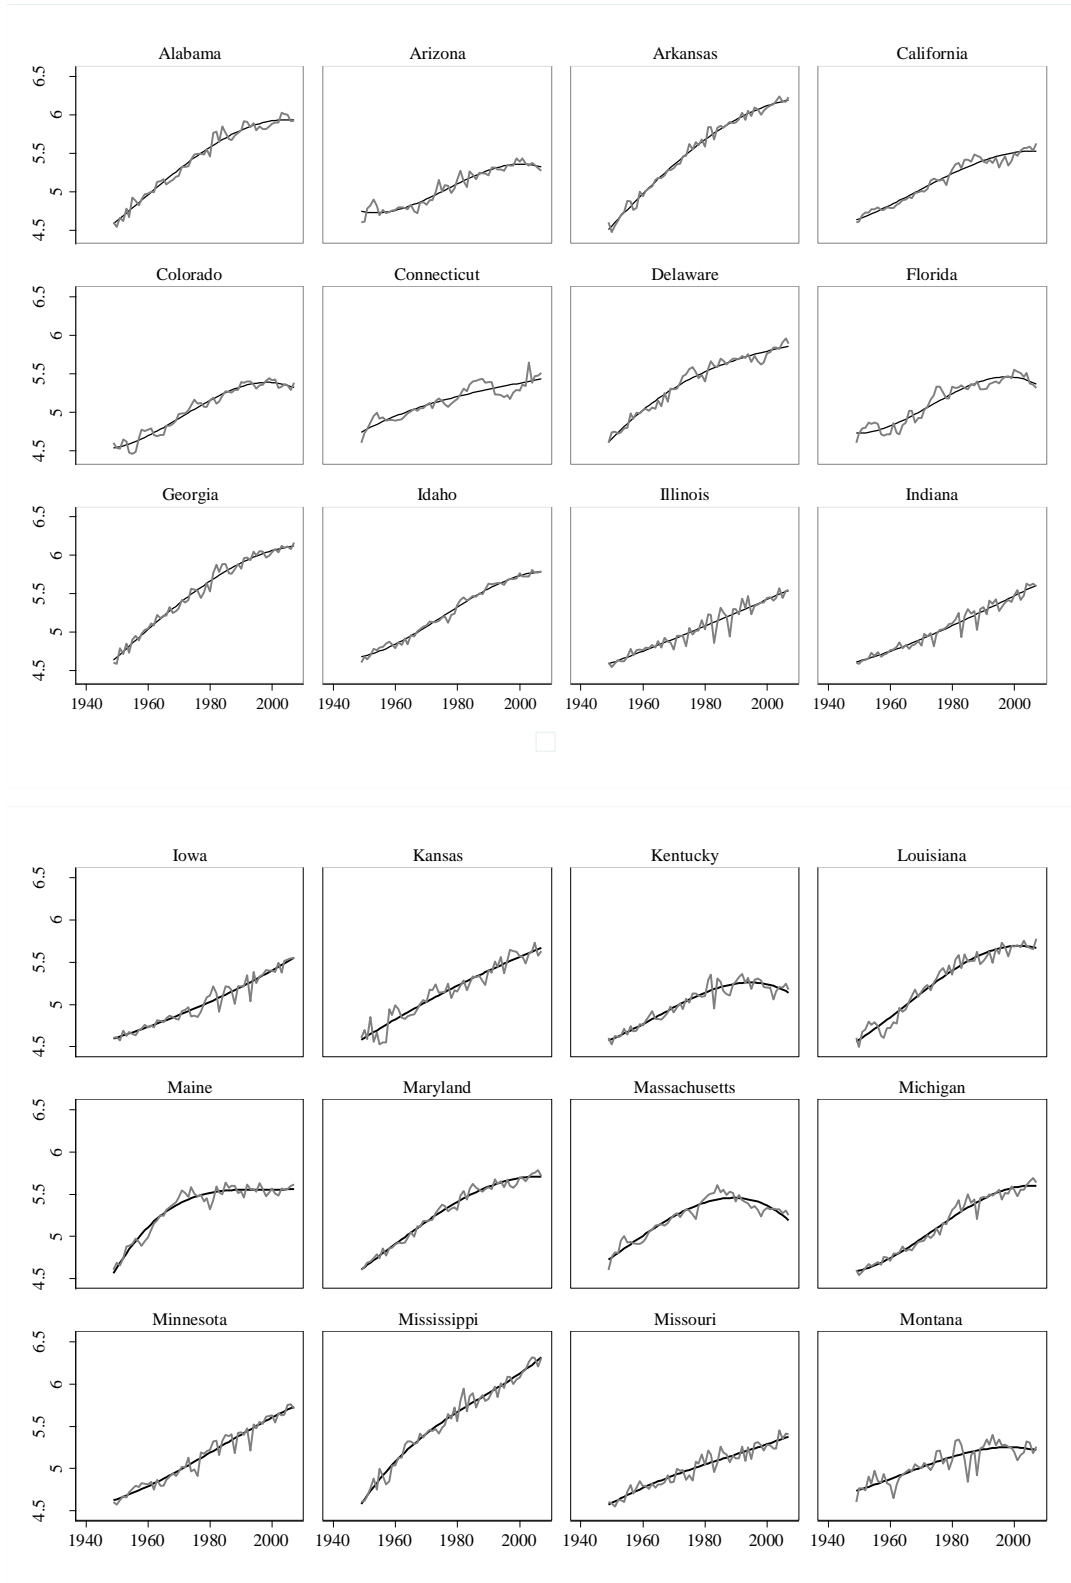 Alabama Arizona Arkansas California
4.5 5 5.5 6 6.5
Colorado Connecticut Delaware Florida
4.5 5 5.5 6 6.5
Georgia Idaho Illinois Indiana
4.5 5 5.5 6 6.5
1940 1960 1980 2000 1940 1960 1980 2000 1940 1960 1980 2000 1940 1960 1980 2000
Iowa Kansas Kentucky Louisiana
4.5 5 5.5 6 6.5
Maine Maryland Massachusetts Michigan
4.5 5 5.5 6 6.5
Minnesota Mississippi Missouri Montana
4.5 5 5.5 6 6.5
1940 1960 1980 2000 1940 1960 1980 2000 1940 1960 1980 2000 1940 1960 1980 2000